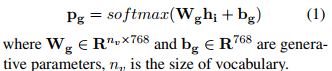 p_g = softmax(W_g h_i + b_g) (1)
where W_g ∈ R^{n_v×768} and b_g ∈ R^{768} are genera-
tive parameters, n_v is the size of vocabulary.